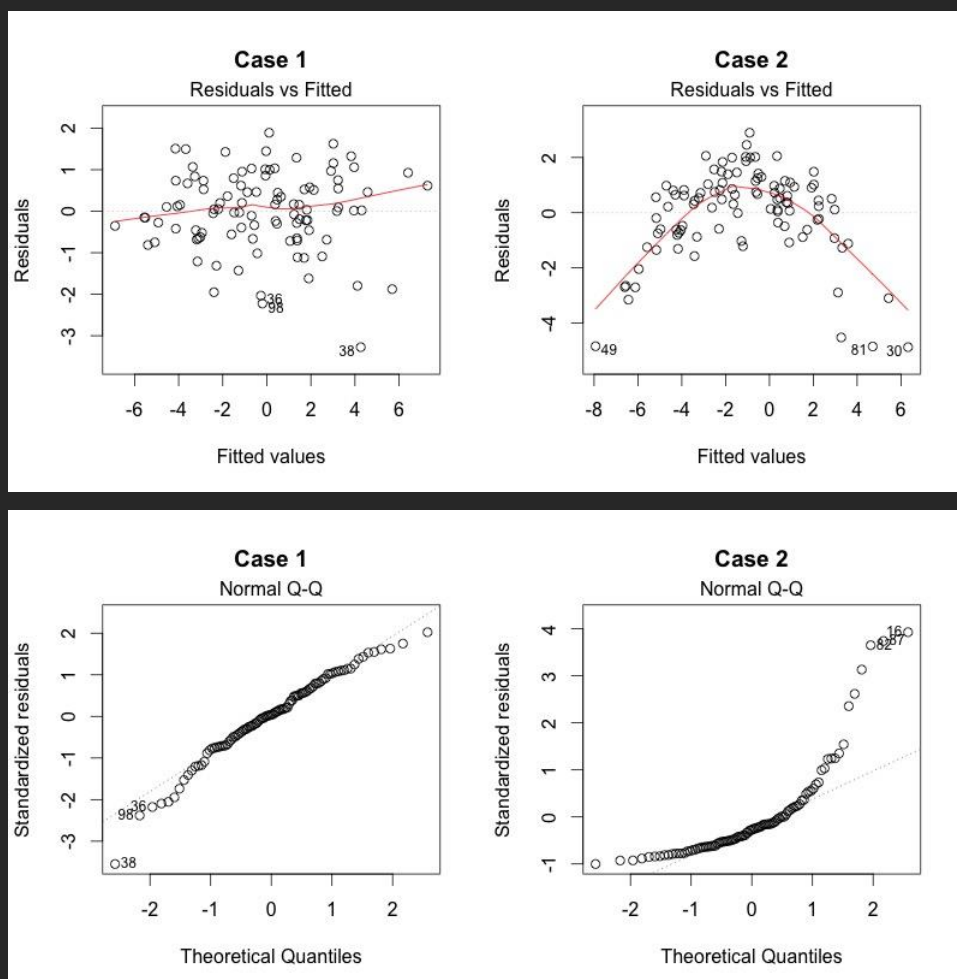 Case 1
Residuals vs Fitted
Residuals
2
1
0
-1
-2
-3
36
98
38
-6 -4 -2 0 2 4 6
Fitted values
Case 2
Residuals vs Fitted
Residuals
2
0
-2
-4
49
81
30
-8 -6 -4 -2 0 2 4 6
Fitted values
Case 1
Normal Q-Q
Standardized residuals
2
1
0
-1
-2
-3
36
98
38
-2 -1 0 1 2
Theoretical Quantiles
Case 2
Normal Q-Q
Standardized residuals
4
3
2
1
0
-1
16
82
-2 -1 0 1 2
Theoretical Quantiles